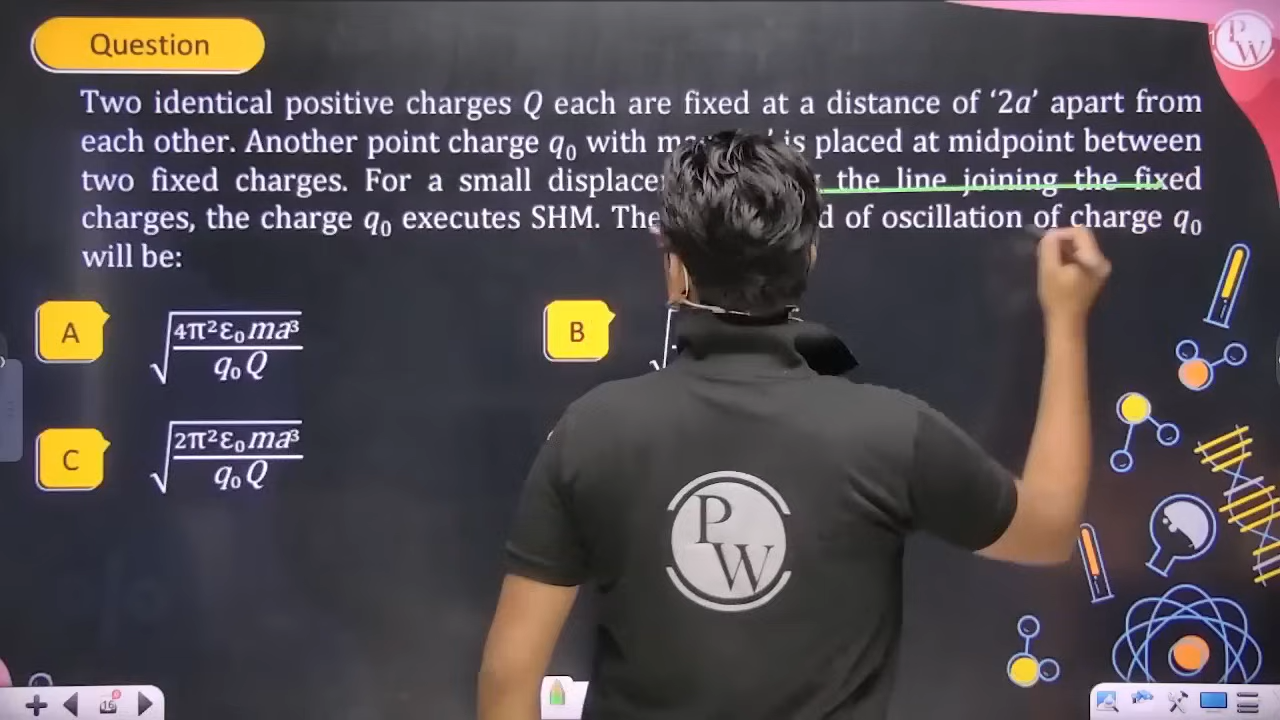 Question
Two identical positive charges Q each are fixed at a distance of ‘2a’ apart from
each other. Another point charge q₀ with ’ is placed at midpoint between
two fixed charges. For a small the line joining the fixed
charges, the charge q₀ executes SHM. of oscillation of charge q₀
will be:
A √(4π²ε₀ma³/q₀Q)
B
C √(2π²ε₀ma³/q₀Q)
PW
PW
16